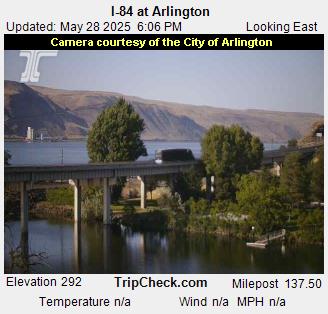 I-84 at Arlington
Updated: May 28 2025 6:06 PM Looking East
Camera courtesy of the City of Arlington
Elevation 292 TripCheck.com Milepost 137.50
Temperature n/a Wind n/a MPH n/a